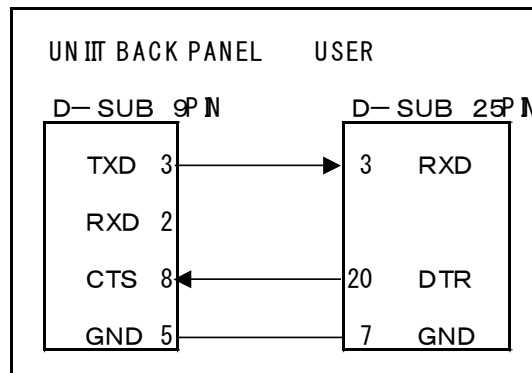 UNIIT BACK PANEL USER
D-SUB 9PIN D-SUB 25PIN
TXD 3 3 RXD
RXD 2
CTS 8 20 DTR
GND 5 7 GND